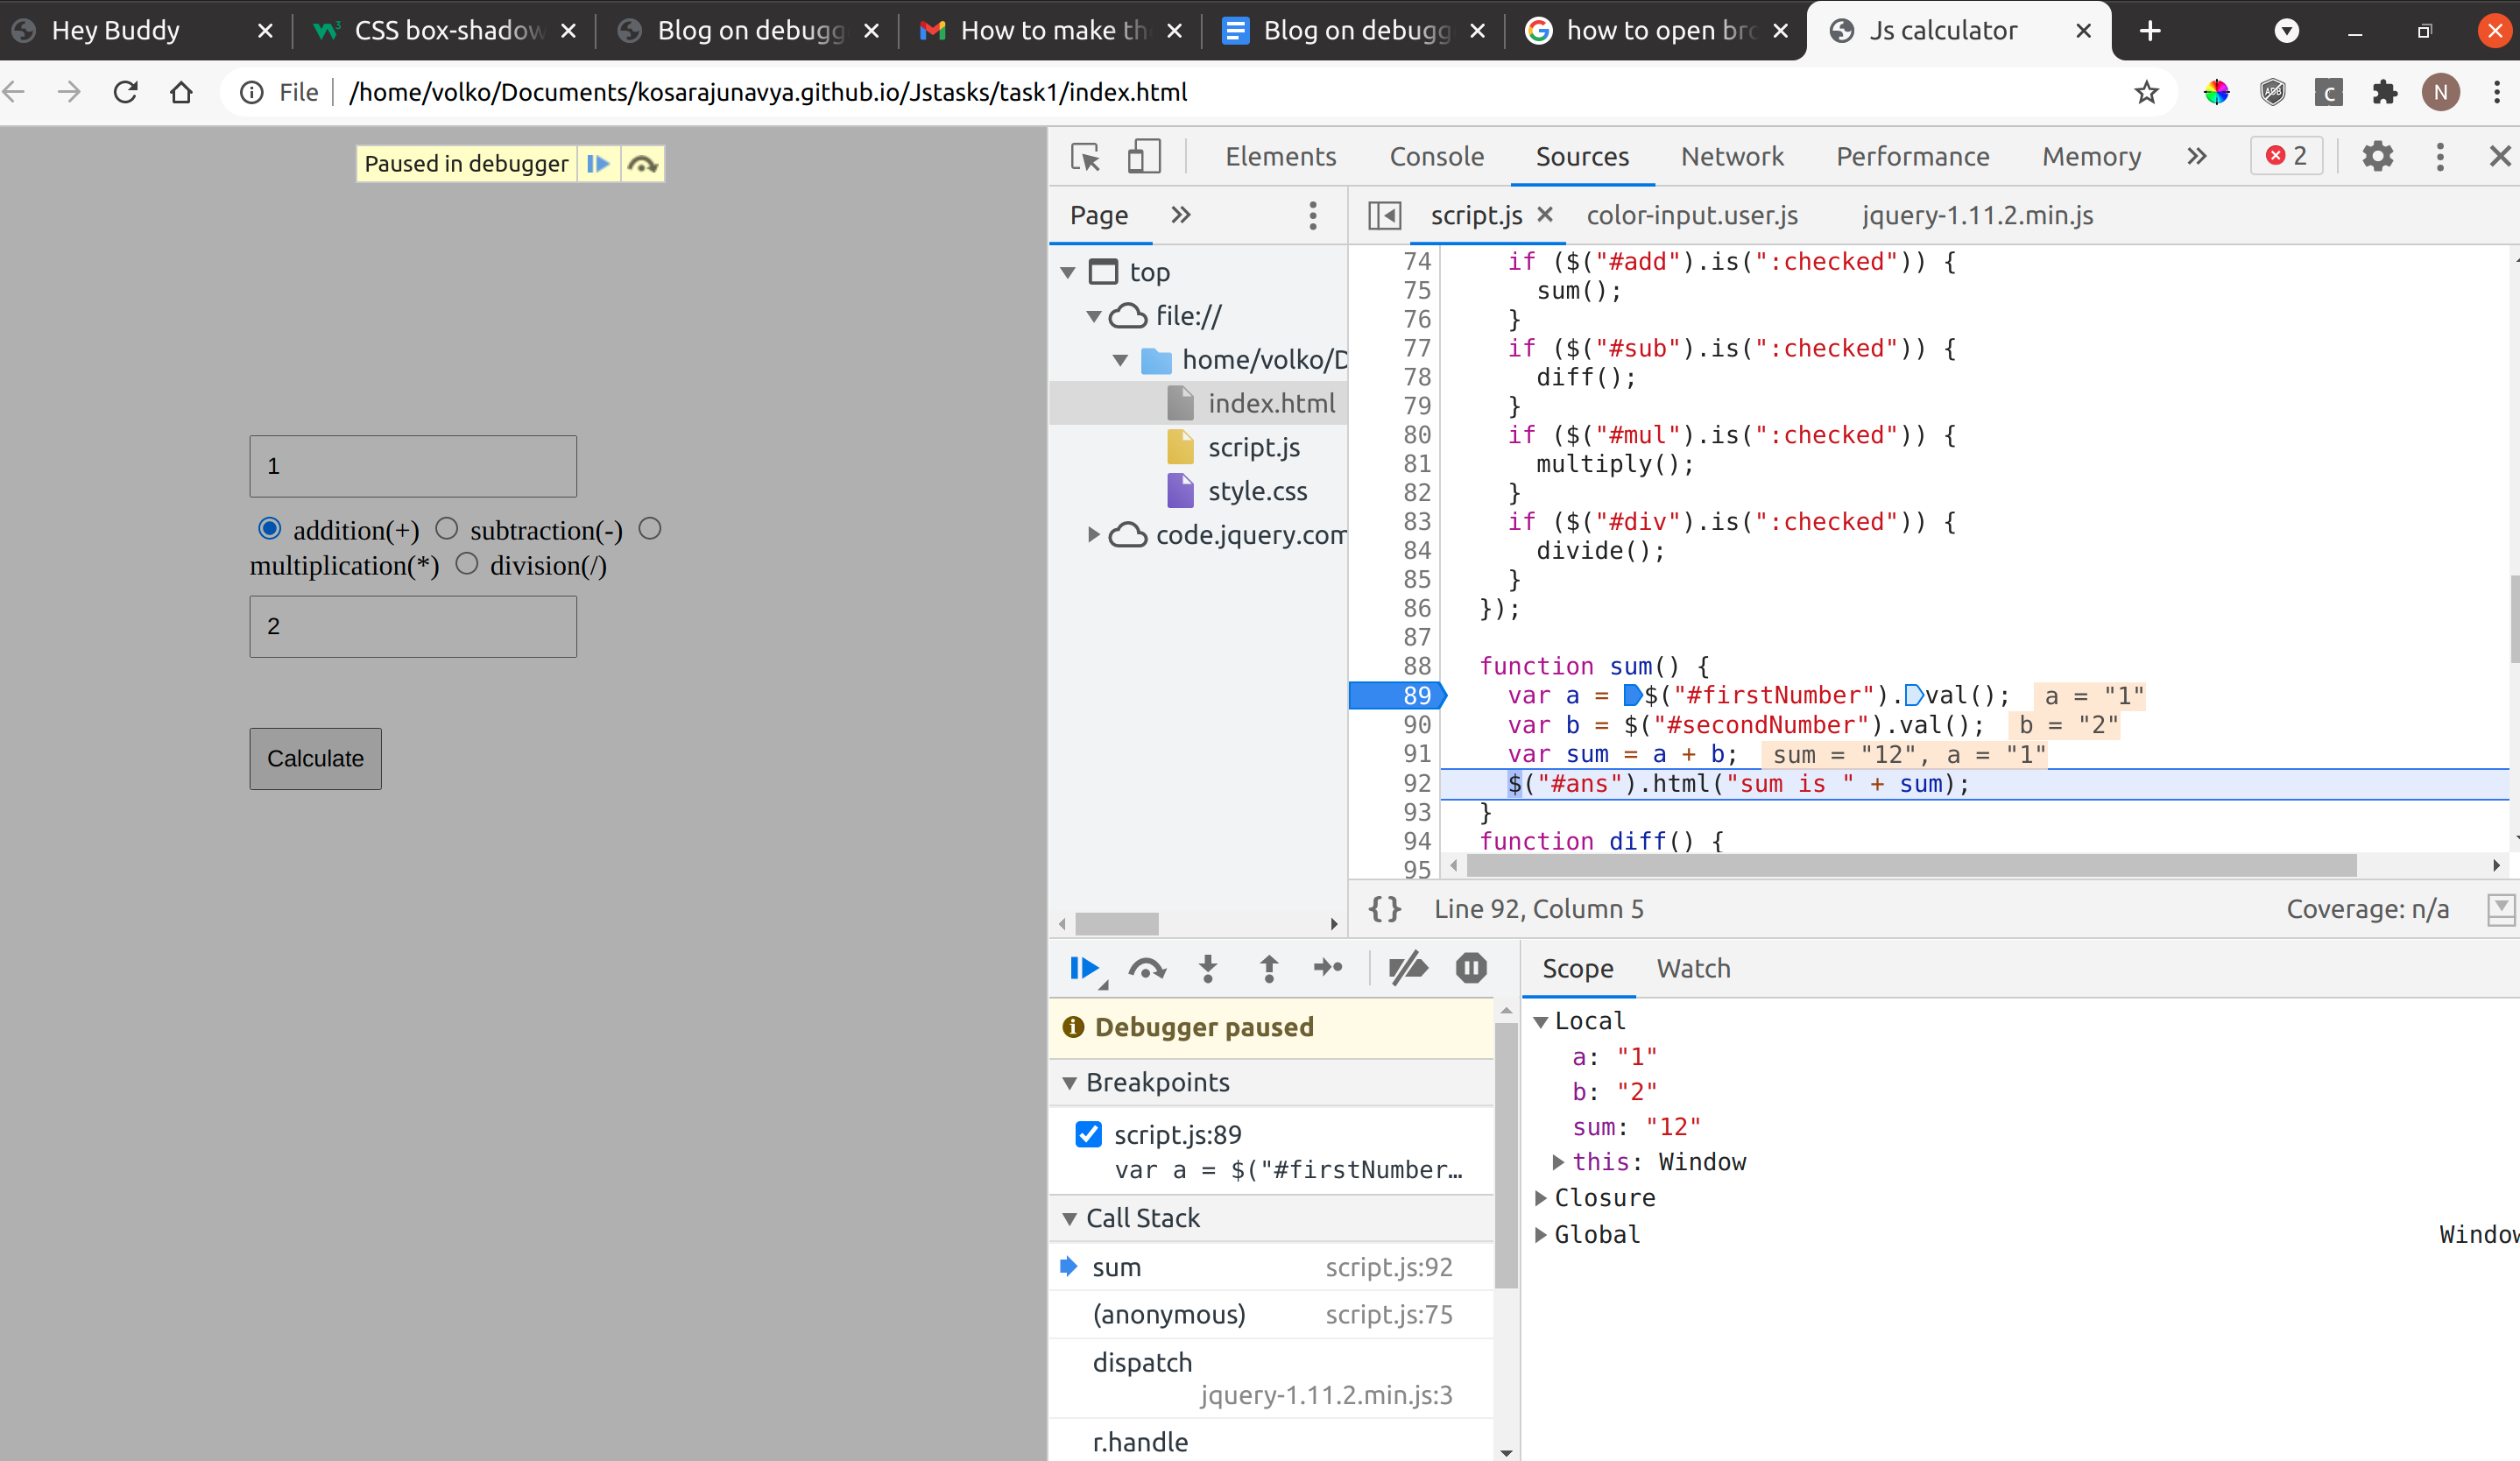 Hey Buddy
CSS box-shadow
Blog on debugg
How to make th
Blog on debugg
how to open bro
Js calculator
File
/home/volko/Documents/kosarajunavya.github.io/Jstasks/task1/index.html
N
Paused in debugger
1
addition(+) subtraction(-)
multiplication(*) division(/)
2
Calculate
Elements Console Sources Network Performance Memory 2
Page
top
file://
home/volko/D
index.html
script.js
style.css
code.jquery.com
script.js color-input.user.js jquery-1.11.2.min.js
74 if ($("#add").is(":checked")) {
75 sum();
76 }
77 if ($("#sub").is(":checked")) {
78 diff();
79 }
80 if ($("#mul").is(":checked")) {
81 multiply();
82 }
83 if ($("#div").is(":checked")) {
84 divide();
85 }
86 });
87
88 function sum() {
89 var a = $("#firstNumber").val(); a = "1"
90 var b = $("#secondNumber").val(); b = "2"
91 var sum = a + b; sum = "12", a = "1"
92 $("#ans").html("sum is " + sum);
93 }
94 function diff() {
95
{} Line 92, Column 5 Coverage: n/a
Debugger paused
Breakpoints
script.js:89
var a = $("#firstNumber…
Call Stack
sum script.js:92
(anonymous) script.js:75
dispatch
jquery-1.11.2.min.js:3
r.handle
Scope Watch
Local
a: "1"
b: "2"
sum: "12"
this: Window
Closure
Global Window